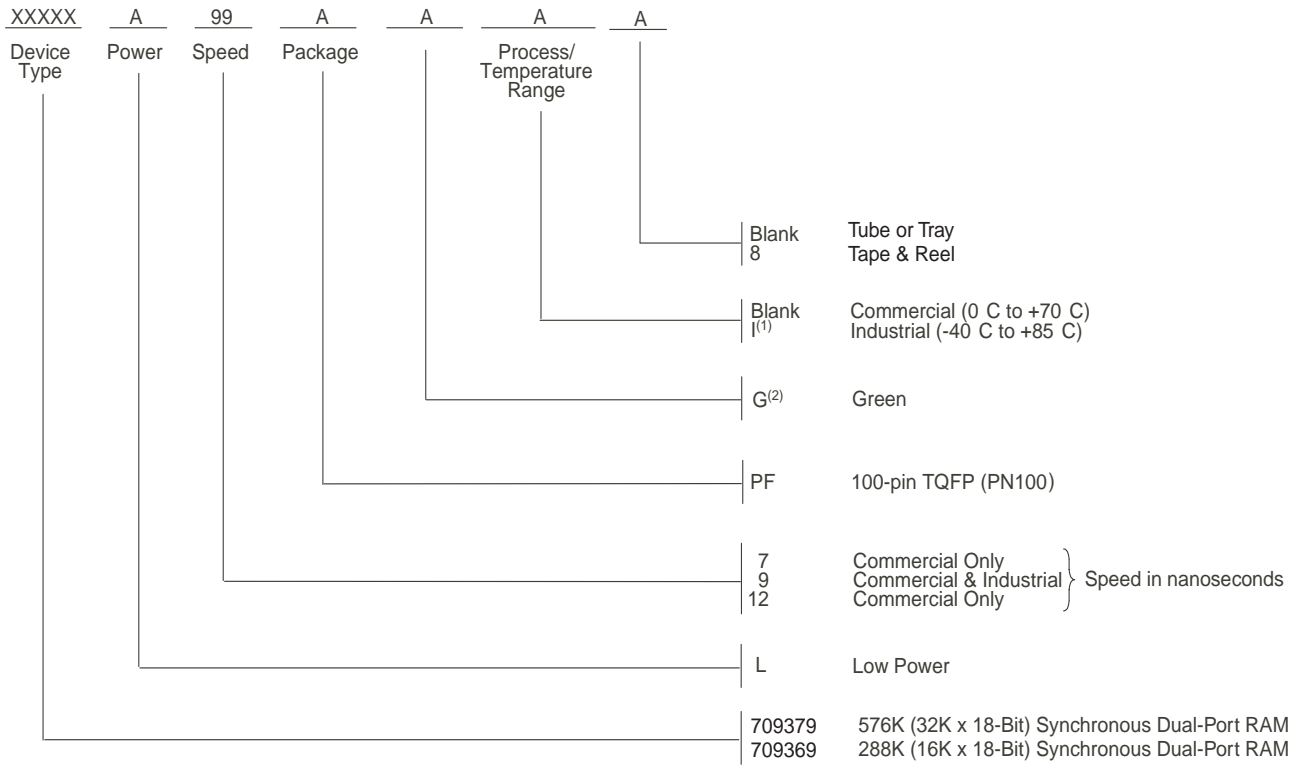 XXXXX A 99 A A A A
Device Type Power Speed Package Process/ Temperature Range
Blank Tube or Tray
8 Tape & Reel
Blank Commercial (0 C to +70 C)
I(1) Industrial (-40 C to +85 C)
G(2) Green
PF 100-pin TQFP (PN100)
7 Commercial Only
9 Commercial & Industrial Speed in nanoseconds
12 Commercial Only
L Low Power
709379 576K (32K x 18-Bit) Synchronous Dual-Port RAM
709369 288K (16K x 18-Bit) Synchronous Dual-Port RAM